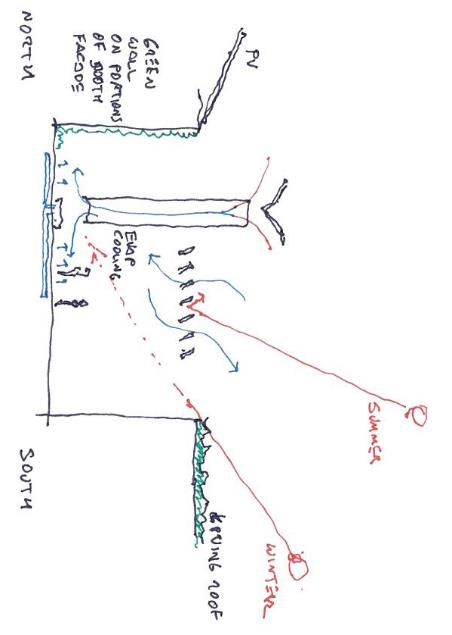 PV
GREEN
WALL
ON PORTIONS
OF SOUTH
FACADE
NORTH
EVAP
COOLING
SUMMER
WINTER
LIVING ROOF
SOUTH